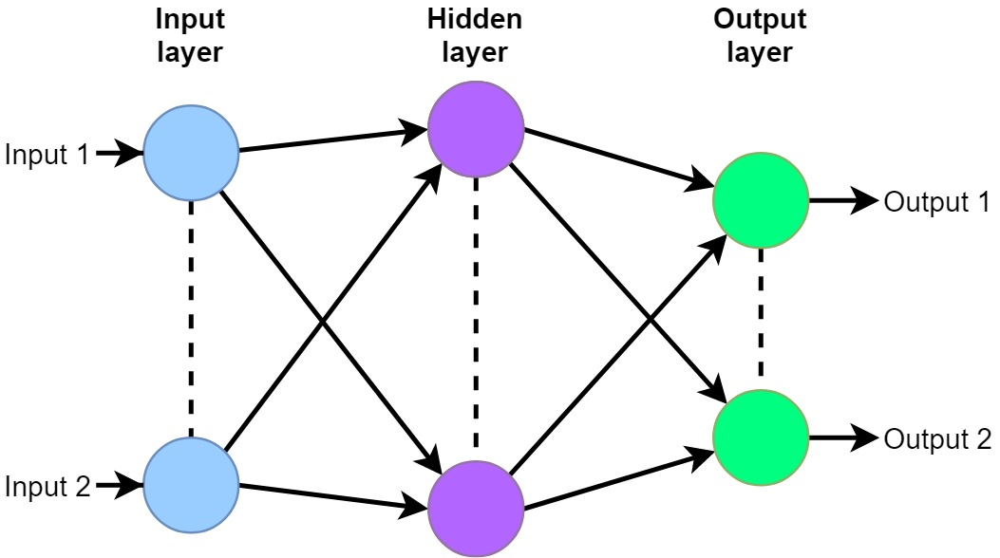 Input
layer
Hidden
layer
Output
layer
Input 1
Output 1
Input 2
Output 2